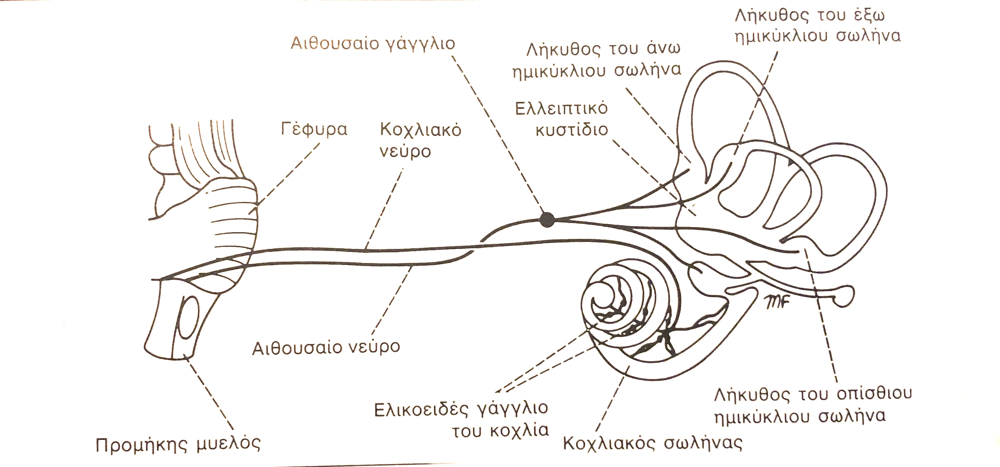 Λήκυθος του έξω
ημικύκλιου σωλήνα
Αιθουσαίο γάγγλιο
Λήκυθος του άνω
ημικύκλιου σωλήνα
Ελλειπτικό
κυστίδιο
Γέφυρα
Κοχλιακό
νεύρο
MF
Αιθουσαίο νεύρο
Λήκυθος του οπίσθιου
ημικύκλιου σωλήνα
Ελικοειδές γάγγλιο
του κοχλία
Κοχλιακός σωλήνας
Προμήκης μυελός